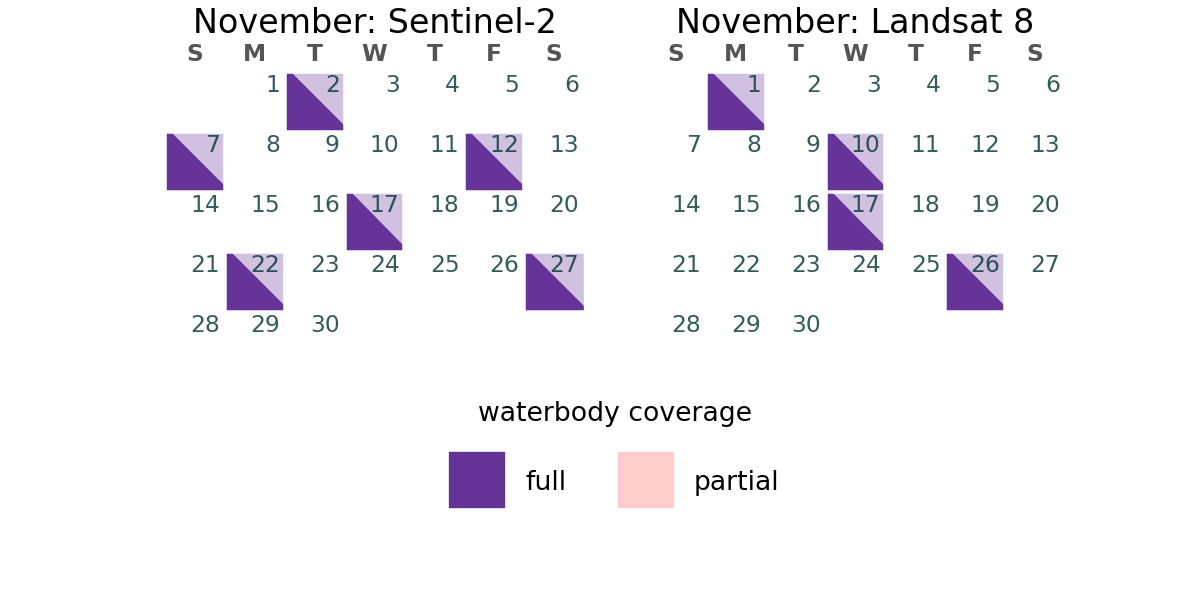 November: Sentinel-2
S M T W T F S
1 2 3 4 5 6
7 8 9 10 11 12 13
14 15 16 17 18 19 20
21 22 23 24 25 26 27
28 29 30
November: Landsat 8
S M T W T F S
1 2 3 4 5 6
7 8 9 10 11 12 13
14 15 16 17 18 19 20
21 22 23 24 25 26 27
28 29 30
waterbody coverage
full partial